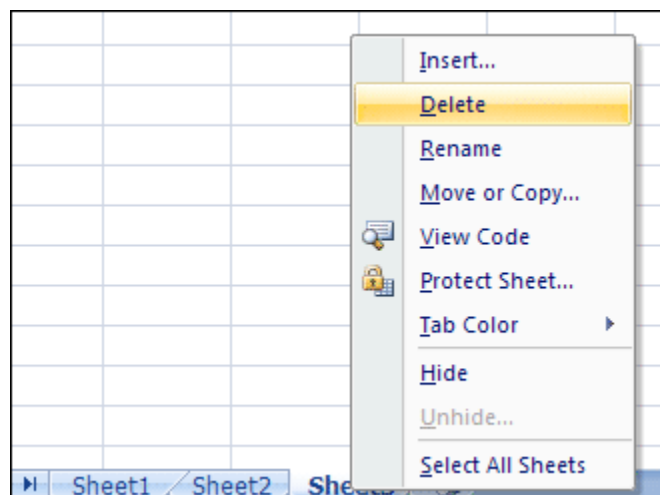 Insert...
Delete
Rename
Move or Copy...
View Code
Protect Sheet...
Tab Color
Hide
Unhide...
Select All Sheets
Sheet1 Sheet2